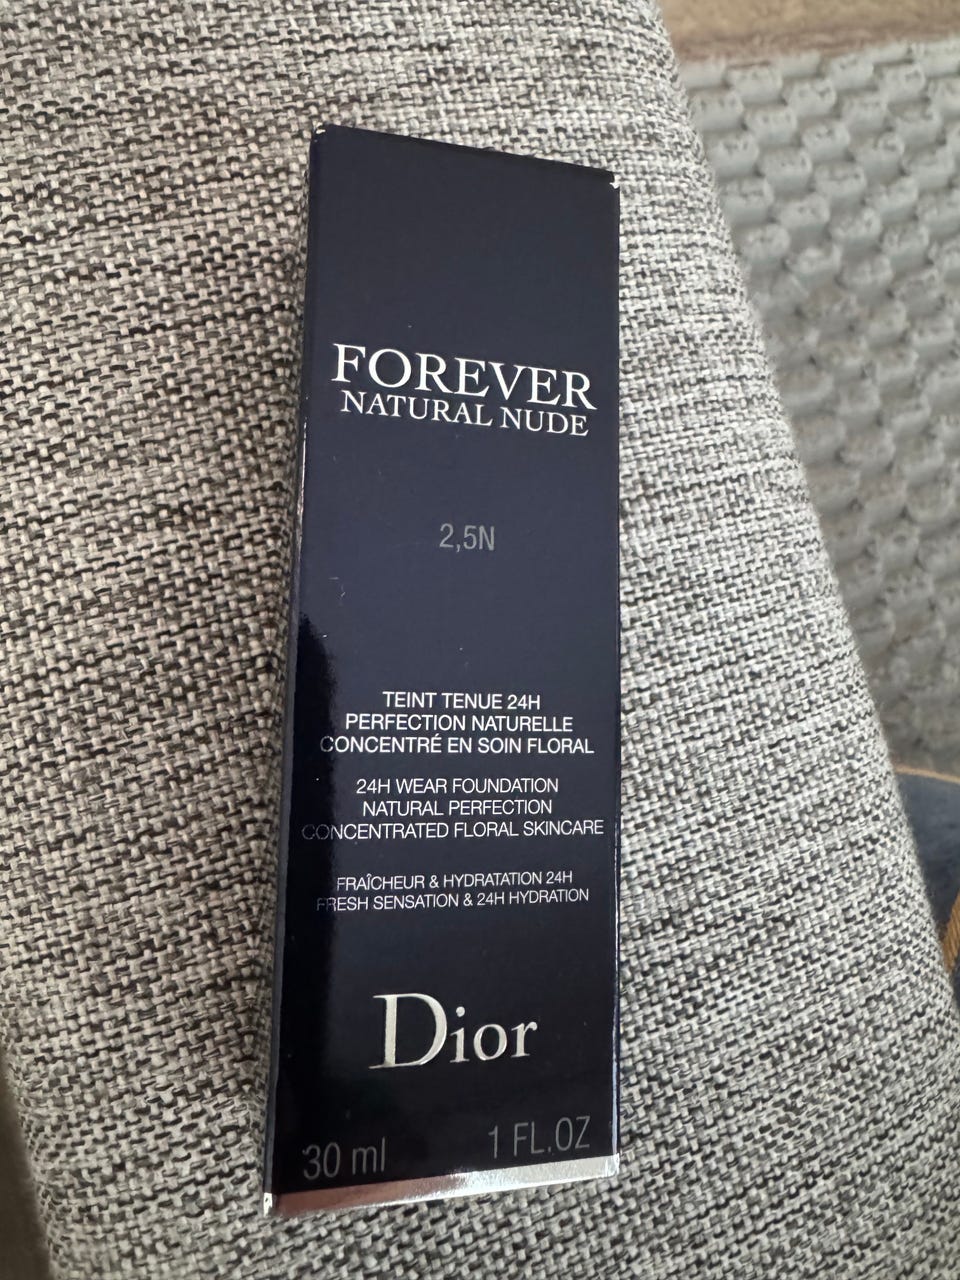 FOREVER
NATURAL NUDE
2,5N
TEINT TENUE 24H
PERFECTION NATURELLE
CONCENTRÉ EN SOIN FLORAL
24H WEAR FOUNDATION
NATURAL PERFECTION
CONCENTRATED FLORAL SKINCARE
FRAÎCHEUR & HYDRATATION 24H
FRESH SENSATION & 24H HYDRATION
Dior
30 ml 1 FL.OZ